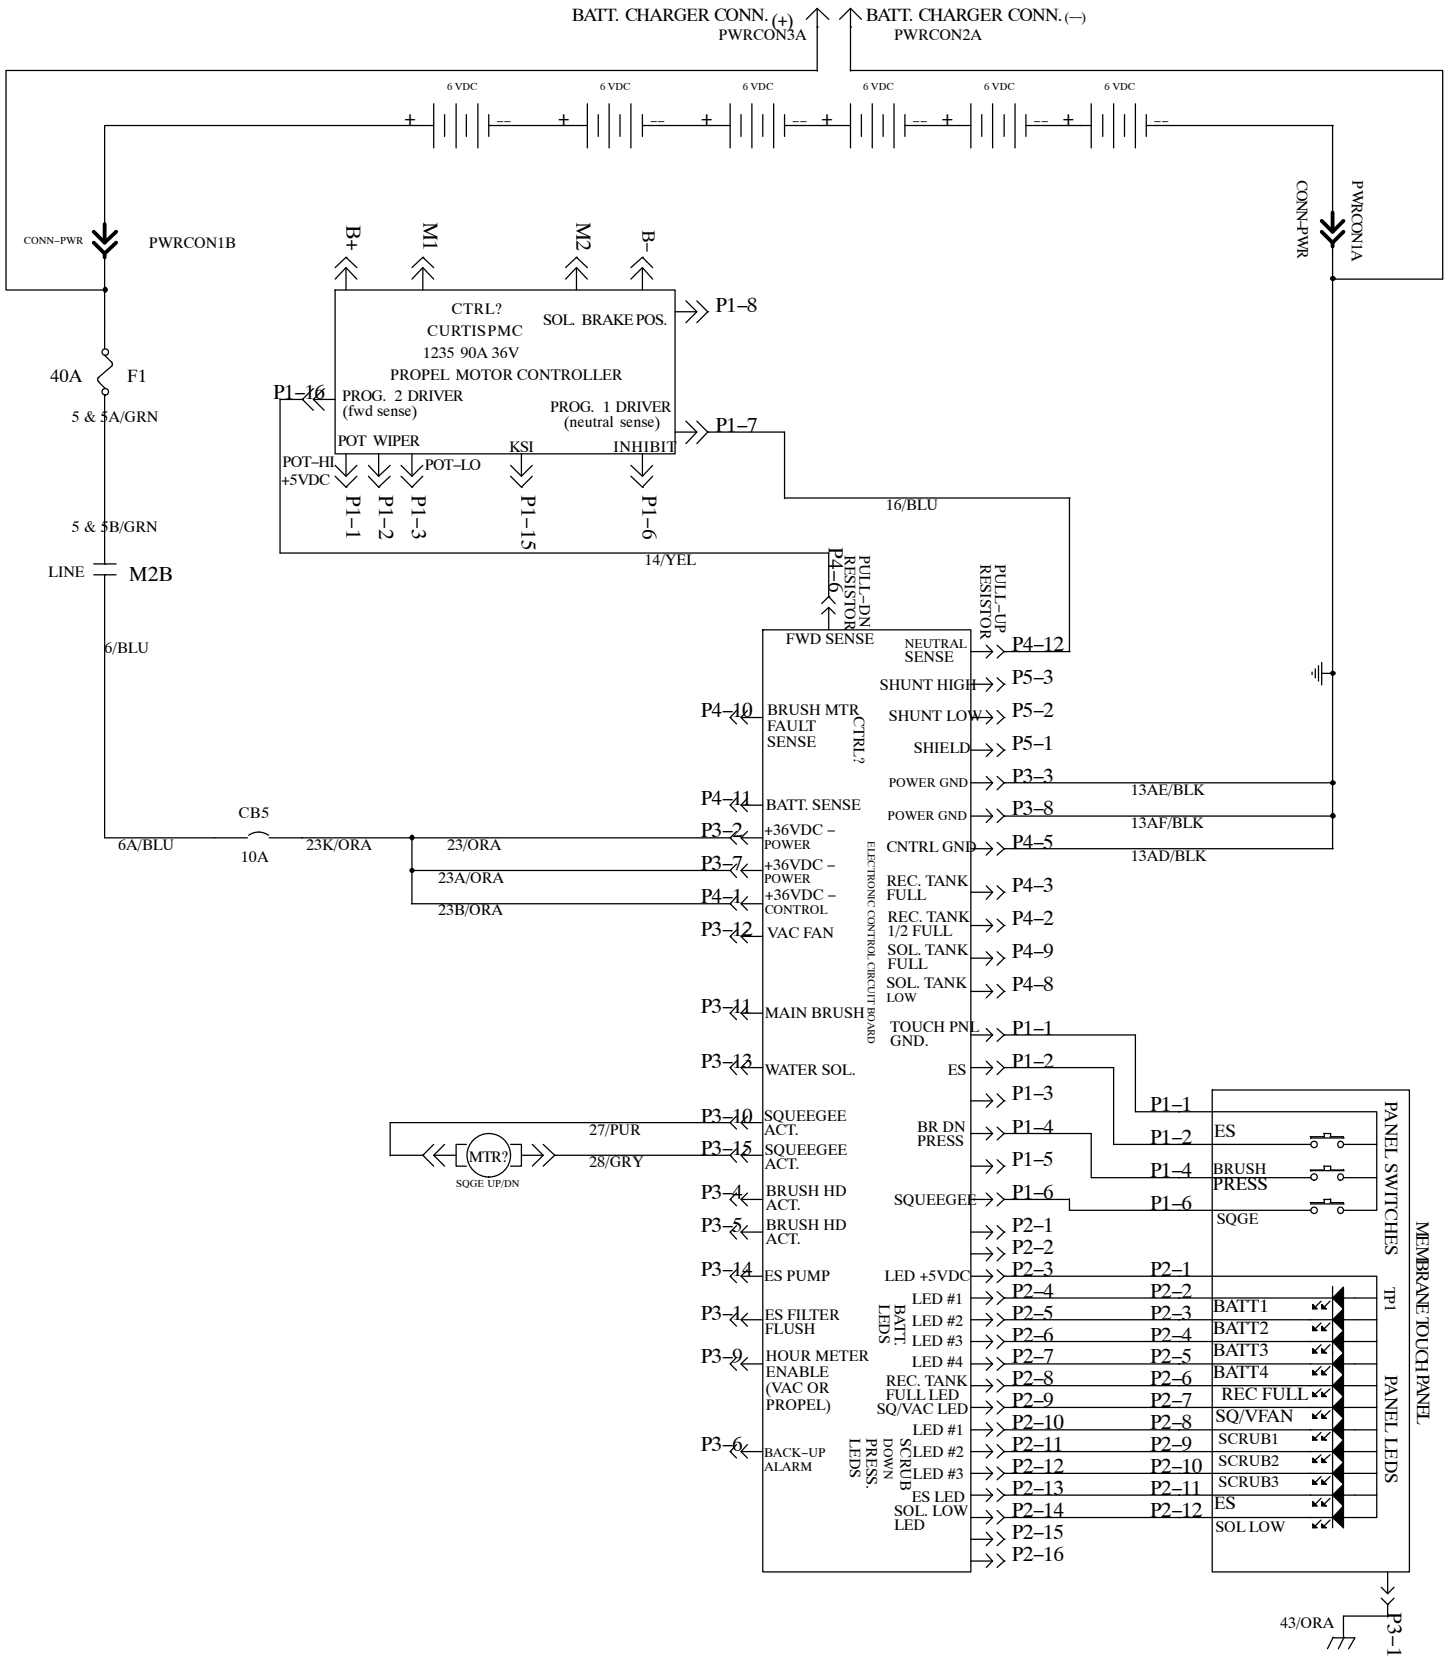 BATT. CHARGER CONN. (+)
PWRCON3A
BATT. CHARGER CONN. (—)
PWRCON2A
6 VDC
6 VDC
6 VDC
6 VDC
6 VDC
6 VDC
+ -- + -- + -- + -- + -- + --
CONN-PWR
PWRCON1B
PWRCON1A
CONN-PWR
B+
M1
M2
B-
CTRL?
CURTISPMC
1235 90A 36V
PROPEL MOTOR CONTROLLER
SOL. BRAKE POS.
P1-8
P1-16
PROG. 2 DRIVER
(fwd sense)
PROG. 1 DRIVER
(neutral sense)
P1-7
POT WIPER
KSI
INHIBIT
POT-HI
+5VDC
POT-LO
P1-1
P1-2
P1-3
P1-15
P1-6
40A
F1
5 & 5A/GRN
5 & 5B/GRN
LINE
M2B
6/BLU
16/BLU
14/YEL
P4-6
PULL-DN
RESISTOR
PULL-UP
RESISTOR
FWD SENSE
NEUTRAL
SENSE
P4-12
SHUNT HIGH
P5-3
SHUNT LOW
P5-2
SHIELD
P5-1
POWER GND
P3-3
13AE/BLK
POWER GND
P3-8
13AF/BLK
CNTRL GND
P4-5
13AD/BLK
REC. TANK
FULL
P4-3
REC. TANK
1/2 FULL
P4-2
SOL. TANK
FULL
P4-9
SOL. TANK
LOW
P4-8
TOUCH PNL
GND.
P1-1
ES
P1-2
P1-3
BR DN
PRESS
P1-4
P1-5
SQUEEGEE
P1-6
P2-1
P2-2
LED +5VDC
P2-3
LED #1
P2-4
LED #2
P2-5
LED #3
P2-6
LED #4
P2-7
BATT.
LEDS
REC. TANK
FULL LED
P2-8
SQ/VAC LED
P2-9
LED #1
P2-10
LED #2
P2-11
LED #3
P2-12
SCRUB
DOWN
PRESS.
LEDS
ES LED
P2-13
SOL. LOW
LED
P2-14
P2-15
P2-16
CTRL?
ELECTRONIC CONTROL CIRCUIT BOARD
P4-10
BRUSH MTR
FAULT
SENSE
P4-11
BATT. SENSE
CB5
10A
6A/BLU
23K/ORA
23/ORA
P3-2
+36VDC -
POWER
23A/ORA
P3-7
+36VDC -
POWER
23B/ORA
P4-1
+36VDC -
CONTROL
P3-12
VAC FAN
P3-11
MAIN BRUSH
P3-13
WATER SOL.
27/PUR
P3-10
SQUEEGEE
ACT.
28/GRY
P3-15
SQUEEGEE
ACT.
MTR?
SQGE UP/DN
P3-4
BRUSH HD
ACT.
P3-5
BRUSH HD
ACT.
P3-14
ES PUMP
P3-1
ES FILTER
FLUSH
P3-9
HOUR METER
ENABLE
(VAC OR
PROPEL)
P3-6
BACK-UP
ALARM
P1-1
P1-2
ES
P1-4
BRUSH
PRESS
P1-6
SQGE
PANEL SWITCHES
MEMBRANE TOUCH PANEL
TP1
PANEL LEDS
P2-1
P2-2
BATT1
P2-3
BATT2
P2-4
BATT3
P2-5
BATT4
P2-6
REC FULL
P2-7
SQ/VFAN
P2-8
SCRUB1
P2-9
SCRUB2
P2-10
SCRUB3
P2-11
ES
P2-12
SOL LOW
43/ORA
P3-1